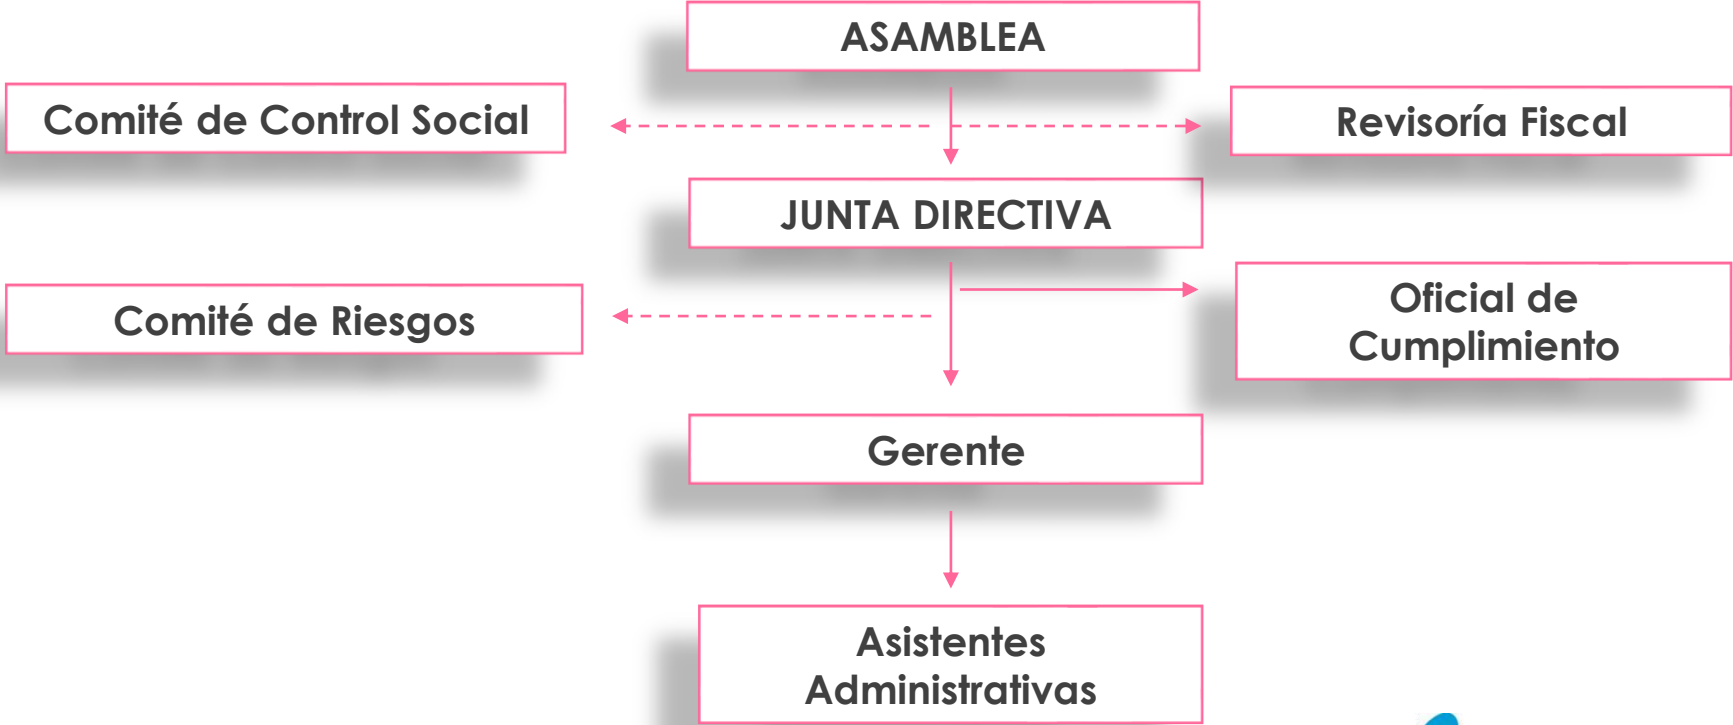 ASAMBLEA
Comité de Control Social
Revisoría Fiscal
JUNTA DIRECTIVA
Comité de Riesgos
Oficial de
Cumplimiento
Gerente
Asistentes
Administrativas